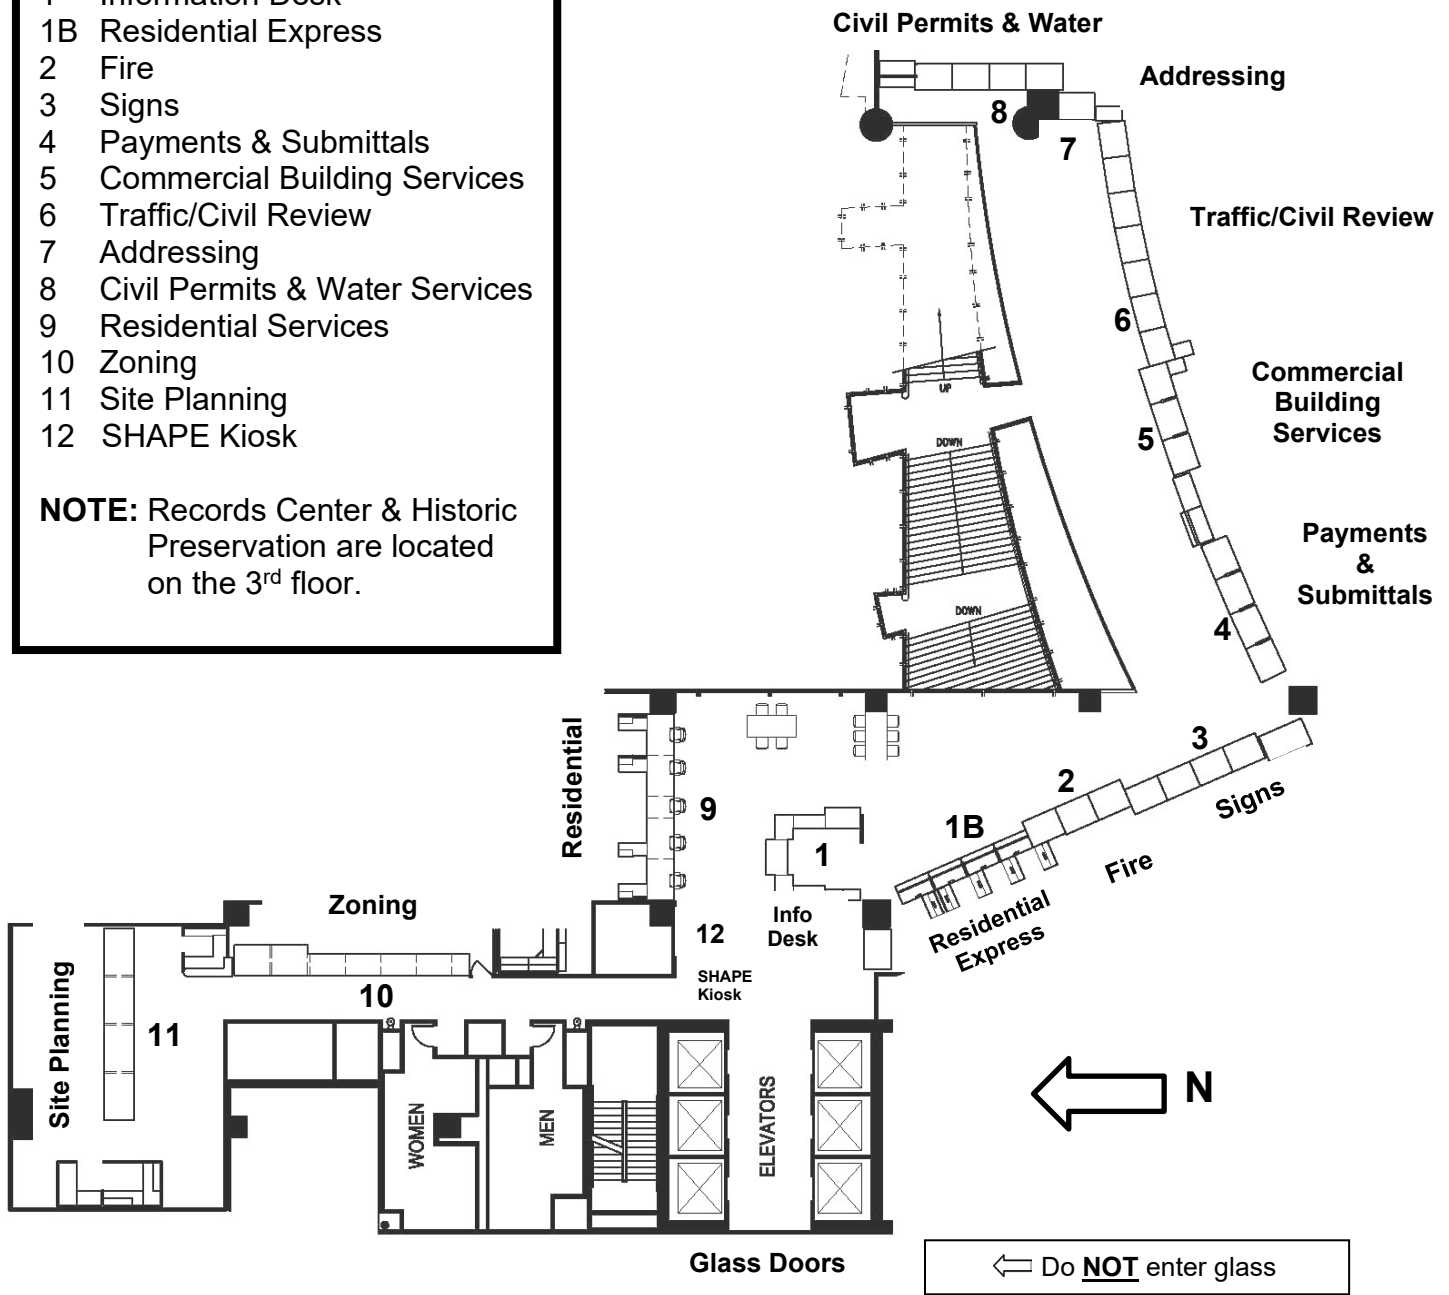 1 Information Desk
1B Residential Express
2 Fire
3 Signs
4 Payments & Submittals
5 Commercial Building Services
6 Traffic/Civil Review
7 Addressing
8 Civil Permits & Water Services
9 Residential Services
10 Zoning
11 Site Planning
12 SHAPE Kiosk
NOTE: Records Center & Historic
Preservation are located
on the 3rd floor.
Civil Permits & Water
Addressing
8
7
Traffic/Civil Review
6
UP
Commercial
Building
Services
5
DOWN
Payments
&
Submittals
4
DOWN
Residential
9
3
Signs
2
Fire
1B
Residential
Express
1
Info
Desk
12
SHAPE
Kiosk
Zoning
10
Site Planning
11
WOMEN
MEN
ELEVATORS
N
Glass Doors
Do NOT enter glass